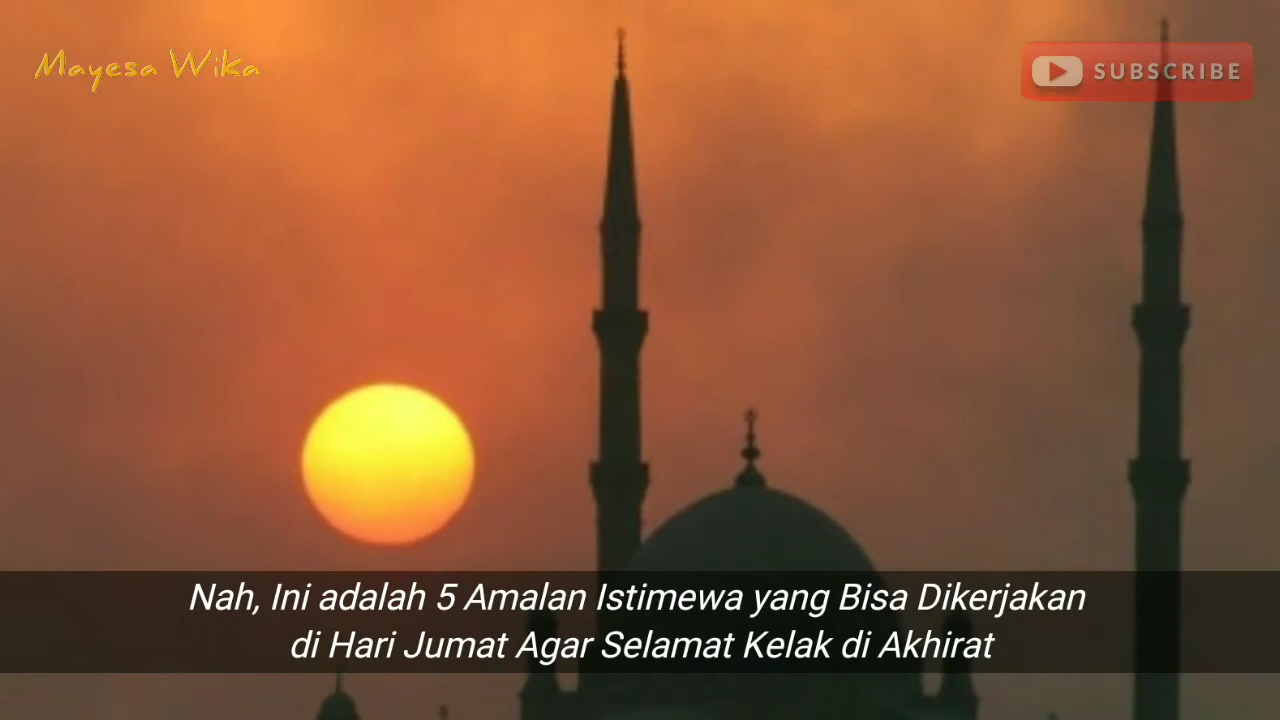 Mayesa Wika
SUBSCRIBE
Nah, Ini adalah 5 Amalan Istimewa yang Bisa Dikerjakan
di Hari Jumat Agar Selamat Kelak di Akhirat